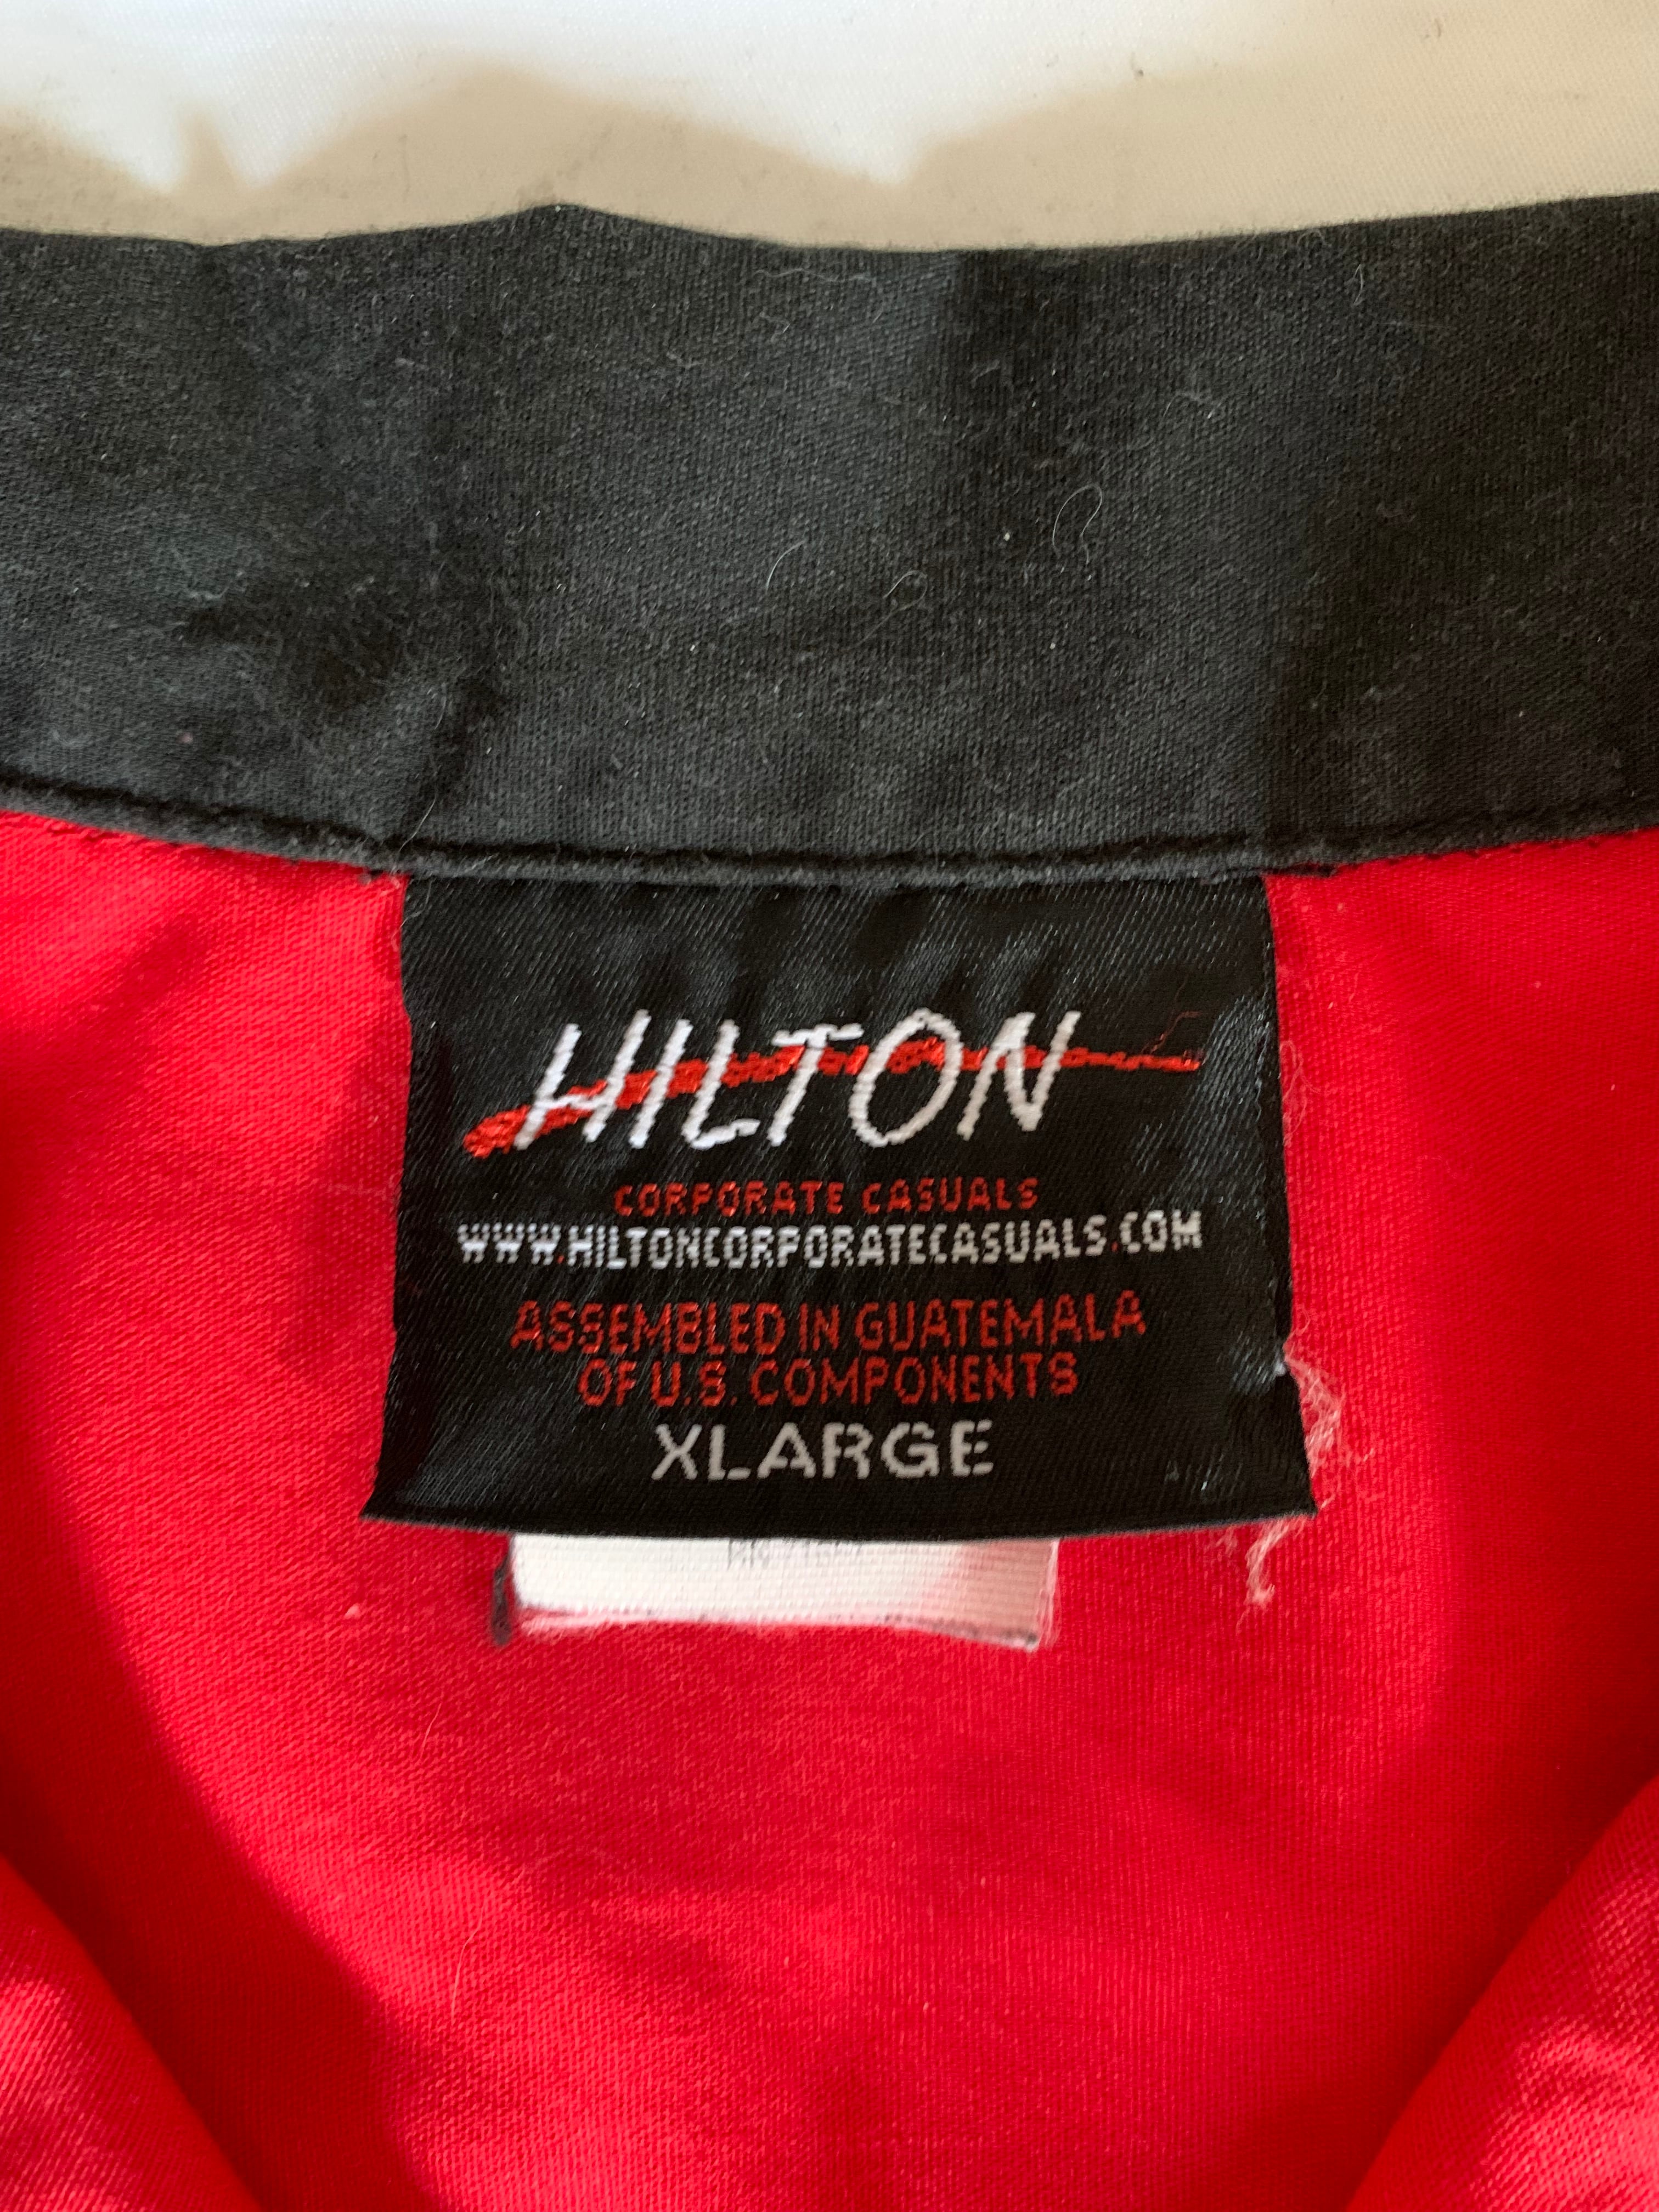 HILTON
CORPORATE CASUALS
WWW.HILTONCORPORATECASUALS.COM
ASSEMBLED IN GUATEMALA
OF U.S. COMPONENTS
XLARGE